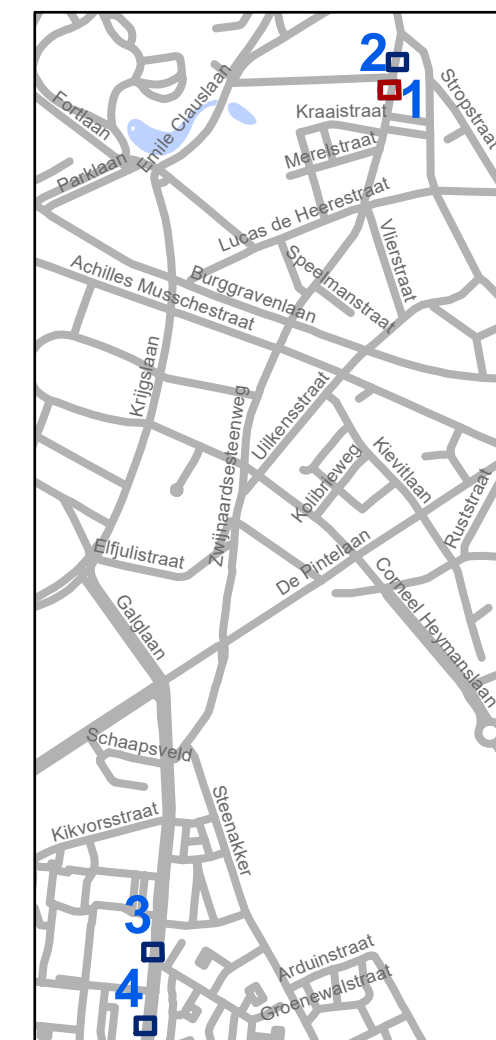 2
1
Stropstraat
Fortlaan
Emile Clauslaan
Kraaistraat
Merelstraat
Parklaan
Lucas de Heerestraat
Vlierstraat
Speelmanstraat
Achilles Musschestraat
Burggravenlaan
Krijgslaan
Zwijnaardsesteenweg
Uilkensstraat
Kolibrieweg
Kievitlaan
Ruststraat
Elfjulistraat
De Pintelaan
Corneel Heymanslaan
Galglaan
Schaapsveld
Steenakker
Kikvorsstraat
3
Arduinstraat
4
Groenewalstraat